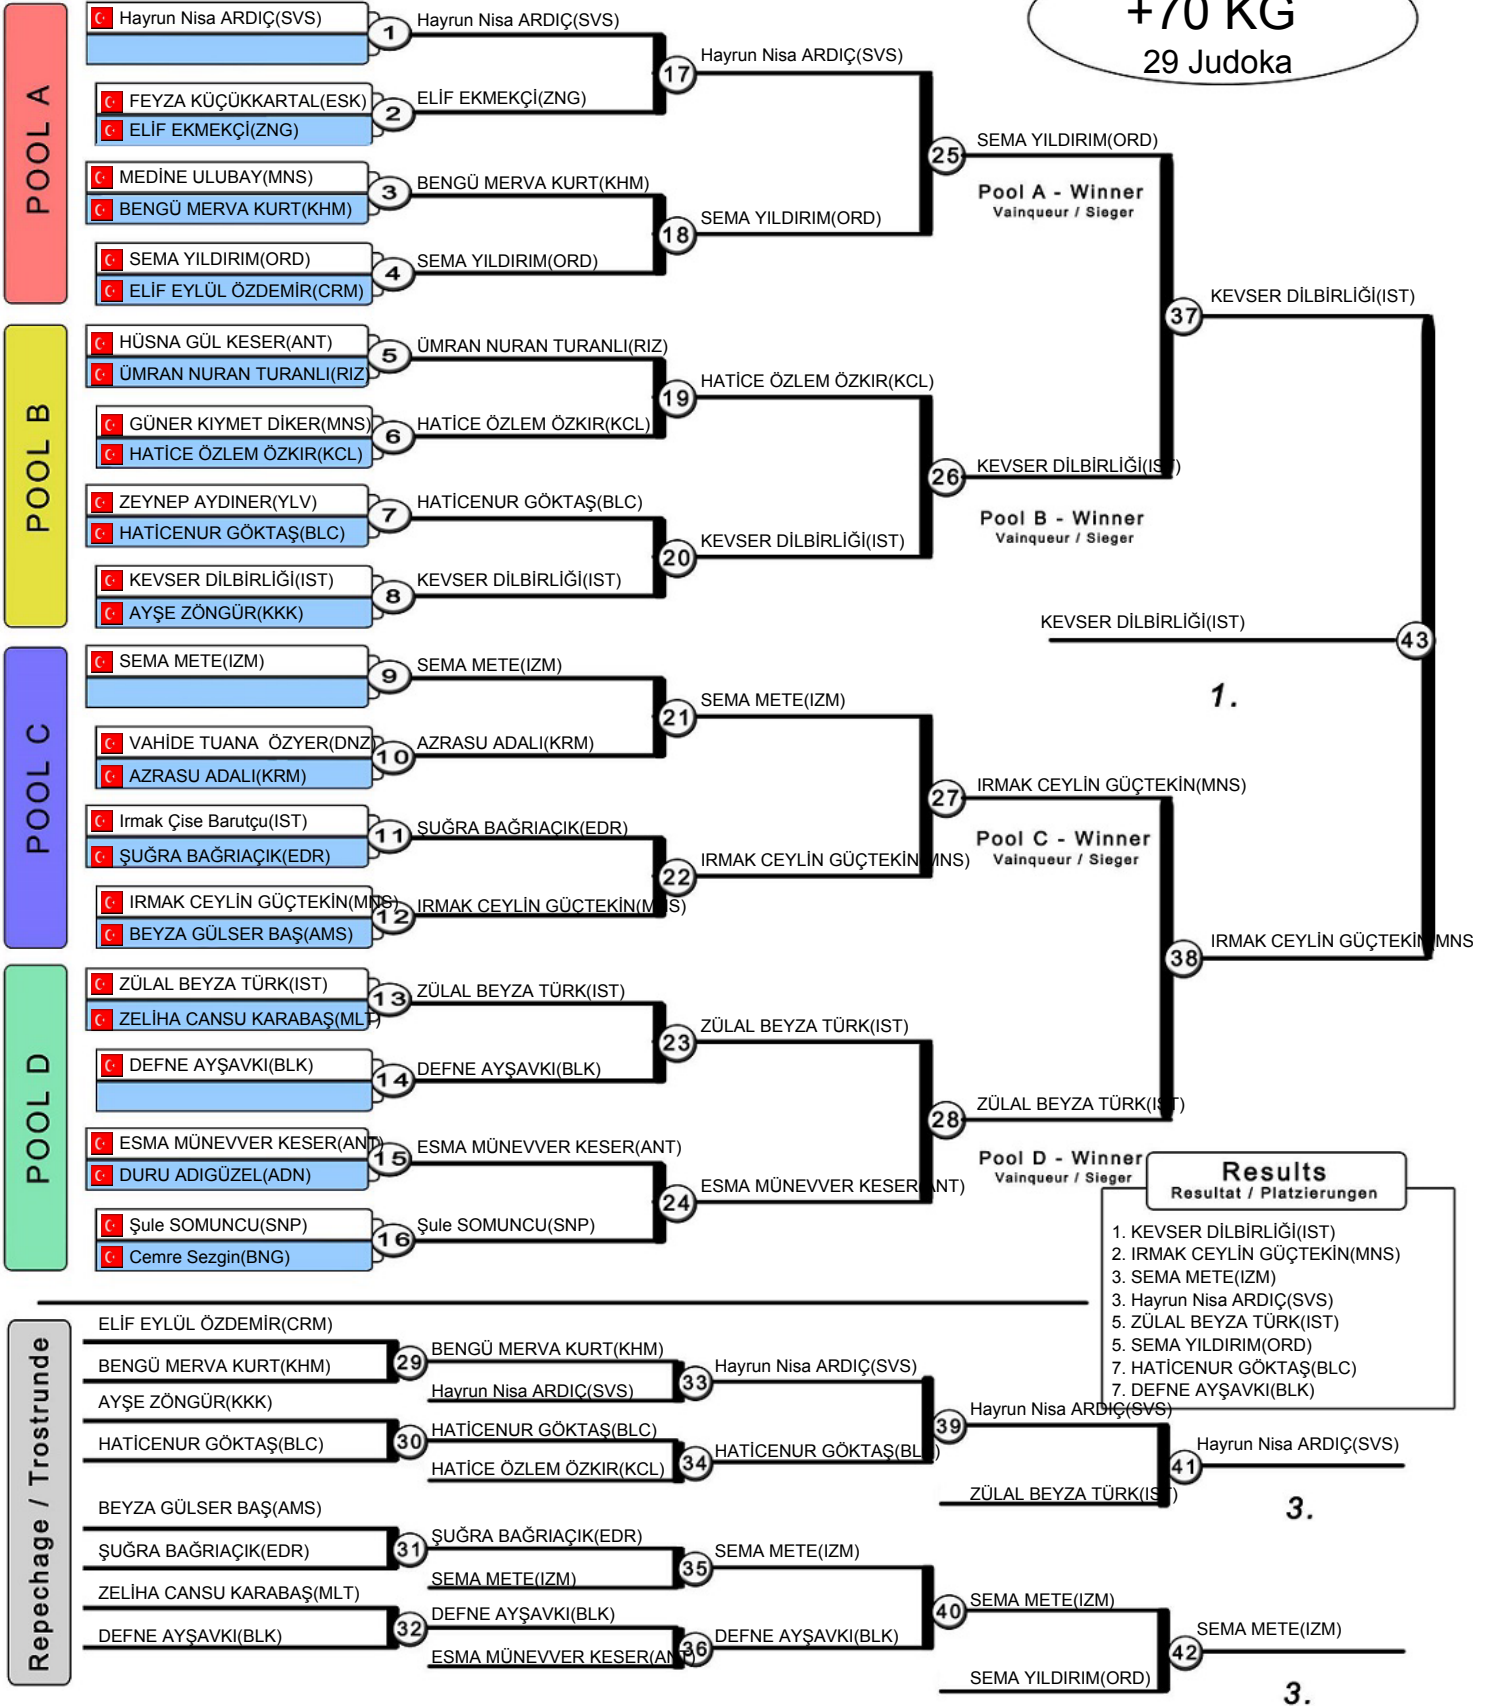 +70 KG
29 Judoka
POOL A
Hayrun Nisa ARDIÇ(SVS)
1
Hayrun Nisa ARDIÇ(SVS)
FEYZA KÜÇÜKKARTAL(ESK)
ELİF EKMEKÇİ(ZNG)
2
ELİF EKMEKÇİ(ZNG)
17
Hayrun Nisa ARDIÇ(SVS)
MEDİNE ULUBAY(MNS)
BENGÜ MERVA KURT(KHM)
3
BENGÜ MERVA KURT(KHM)
SEMA YILDIRIM(ORD)
ELİF EYLÜL ÖZDEMİR(CRM)
4
SEMA YILDIRIM(ORD)
18
SEMA YILDIRIM(ORD)
25
SEMA YILDIRIM(ORD)
Pool A - Winner
Vainqueur / Sieger
POOL B
HÜSNA GÜL KESER(ANT)
ÜMRAN NURAN TURANLI(RIZ)
5
ÜMRAN NURAN TURANLI(RIZ)
GÜNER KIYMET DİKER(MNS)
HATİCE ÖZLEM ÖZKIR(KCL)
6
HATİCE ÖZLEM ÖZKIR(KCL)
19
HATİCE ÖZLEM ÖZKIR(KCL)
ZEYNEP AYDINER(YLV)
HATİCENUR GÖKTAŞ(BLC)
7
HATİCENUR GÖKTAŞ(BLC)
KEVSER DİLBİRLİĞİ(IST)
AYŞE ZÖNGÜR(KKK)
8
KEVSER DİLBİRLİĞİ(IST)
20
KEVSER DİLBİRLİĞİ(IST)
26
KEVSER DİLBİRLİĞİ(IST)
Pool B - Winner
Vainqueur / Sieger
37
KEVSER DİLBİRLİĞİ(IST)
KEVSER DİLBİRLİĞİ(IST)
43
1.
POOL C
SEMA METE(IZM)
9
SEMA METE(IZM)
VAHİDE TUANA  ÖZYER(DNZ)
AZRASU ADALI(KRM)
10
AZRASU ADALI(KRM)
21
SEMA METE(IZM)
Irmak Çise Barutçu(IST)
ŞUĞRA BAĞRIAÇIK(EDR)
11
ŞUĞRA BAĞRIAÇIK(EDR)
IRMAK CEYLİN GÜÇTEKİN(MNS)
BEYZA GÜLSER BAŞ(AMS)
12
IRMAK CEYLİN GÜÇTEKİN(MNS)
22
IRMAK CEYLİN GÜÇTEKİN(MNS)
27
IRMAK CEYLİN GÜÇTEKİN(MNS)
Pool C - Winner
Vainqueur / Sieger
38
IRMAK CEYLİN GÜÇTEKİN(MNS
POOL D
ZÜLAL BEYZA TÜRK(IST)
ZELİHA CANSU KARABAŞ(MLT)
13
ZÜLAL BEYZA TÜRK(IST)
DEFNE AYŞAVKI(BLK)
14
DEFNE AYŞAVKI(BLK)
23
ZÜLAL BEYZA TÜRK(IST)
ESMA MÜNEVVER KESER(ANT)
DURU ADIGÜZEL(ADN)
15
ESMA MÜNEVVER KESER(ANT)
Şule SOMUNCU(SNP)
Cemre Sezgin(BNG)
16
Şule SOMUNCU(SNP)
24
ESMA MÜNEVVER KESER(ANT)
28
ZÜLAL BEYZA TÜRK(IST)
Pool D - Winner
Vainqueur / Sieger
Results
Resultat / Platzierungen
1. KEVSER DİLBİRLİĞİ(IST)
2. IRMAK CEYLİN GÜÇTEKİN(MNS)
3. SEMA METE(IZM)
3. Hayrun Nisa ARDIÇ(SVS)
5. ZÜLAL BEYZA TÜRK(IST)
5. SEMA YILDIRIM(ORD)
7. HATİCENUR GÖKTAŞ(BLC)
7. DEFNE AYŞAVKI(BLK)
Repechage / Trostrunde
ELİF EYLÜL ÖZDEMİR(CRM)
BENGÜ MERVA KURT(KHM)
29
BENGÜ MERVA KURT(KHM)
Hayrun Nisa ARDIÇ(SVS)
33
Hayrun Nisa ARDIÇ(SVS)
AYŞE ZÖNGÜR(KKK)
HATİCENUR GÖKTAŞ(BLC)
30
HATİCENUR GÖKTAŞ(BLC)
HATİCE ÖZLEM ÖZKIR(KCL)
34
HATİCENUR GÖKTAŞ(BLC)
39
Hayrun Nisa ARDIÇ(SVS)
ZÜLAL BEYZA TÜRK(IST)
41
Hayrun Nisa ARDIÇ(SVS)
3.
BEYZA GÜLSER BAŞ(AMS)
ŞUĞRA BAĞRIAÇIK(EDR)
31
ŞUĞRA BAĞRIAÇIK(EDR)
SEMA METE(IZM)
35
SEMA METE(IZM)
ZELİHA CANSU KARABAŞ(MLT)
DEFNE AYŞAVKI(BLK)
32
DEFNE AYŞAVKI(BLK)
ESMA MÜNEVVER KESER(ANT)
36
DEFNE AYŞAVKI(BLK)
40
SEMA METE(IZM)
SEMA YILDIRIM(ORD)
42
SEMA METE(IZM)
3.